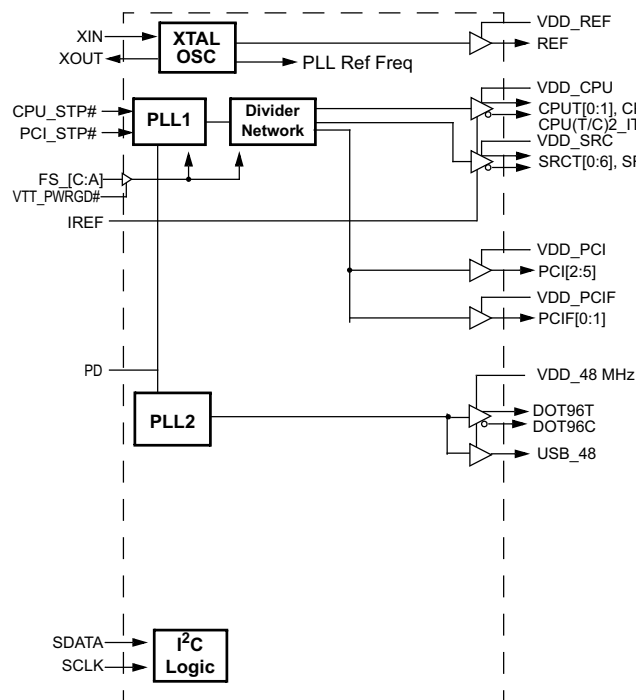 XIN
XOUT
XTAL
OSC
VDD_REF
REF
PLL Ref Freq
CPU_STP#
PCI_STP#
PLL1
Divider
Network
VDD_CPU
CPUT[0:1],
CPU(T/C)2_IT
VDD_SRC
SRCT[0:6],
FS_[C:A]
VTT_PWRGD#
IREF
VDD_PCI
PCI[2:5]
VDD_PCIF
PCIF[0:1]
PD
PLL2
VDD_48 MHz
DOT96T
DOT96C
USB_48
SDATA
SCLK
I²C
Logic